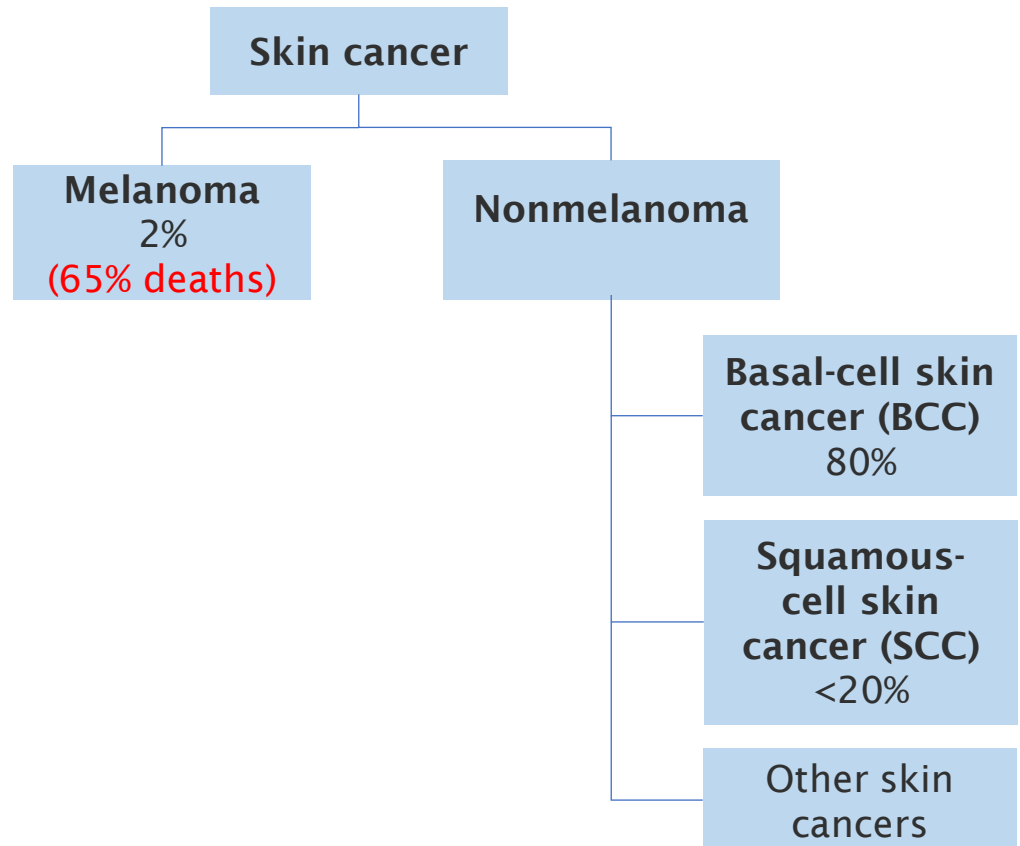 Skin cancer
Melanoma
2%
(65% deaths)
Nonmelanoma
Basal-cell skin
cancer (BCC)
80%
Squamous-
cell skin
cancer (SCC)
<20%
Other skin
cancers